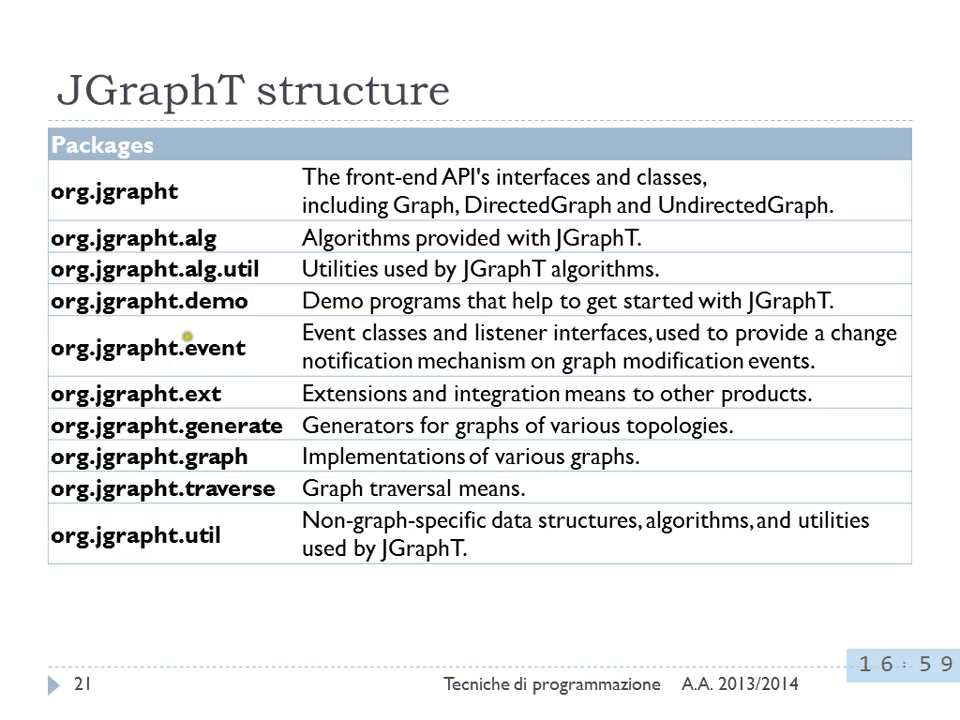 JGraphT structure
Packages
org.jgrapht
The front-end API's interfaces and classes,
including Graph, DirectedGraph and UndirectedGraph.
org.jgrapht.alg
Algorithms provided with JGraphT.
org.jgrapht.alg.util
Utilities used by JGraphT algorithms.
org.jgrapht.demo
Demo programs that help to get started with JGraphT.
org.jgrapht.event
Event classes and listener interfaces, used to provide a change
notification mechanism on graph modification events.
org.jgrapht.ext
Extensions and integration means to other products.
org.jgrapht.generate
Generators for graphs of various topologies.
org.jgrapht.graph
Implementations of various graphs.
org.jgrapht.traverse
Graph traversal means.
org.jgrapht.util
Non-graph-specific data structures, algorithms, and utilities
used by JGraphT.
21
Tecniche di programmazione
A.A. 2013/2014
16:59